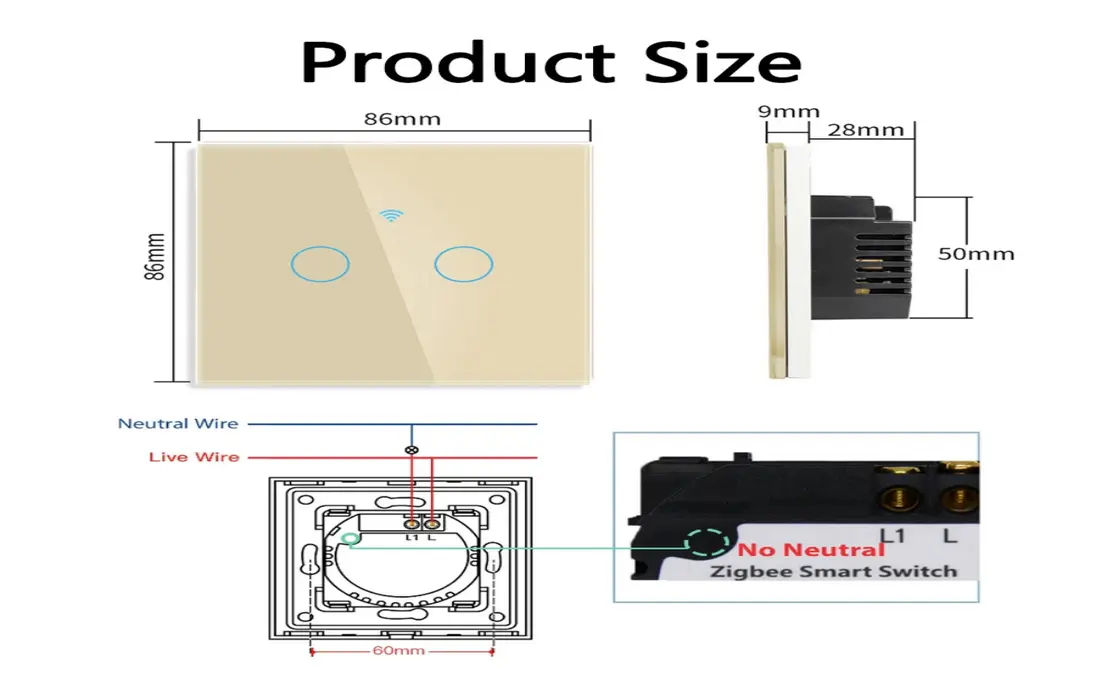 Product Size
86mm
9mm
28mm
86mm
50mm
Neutral Wire
Live Wire
L1 L
L1 L
No Neutral
Zigbee Smart Switch
60mm